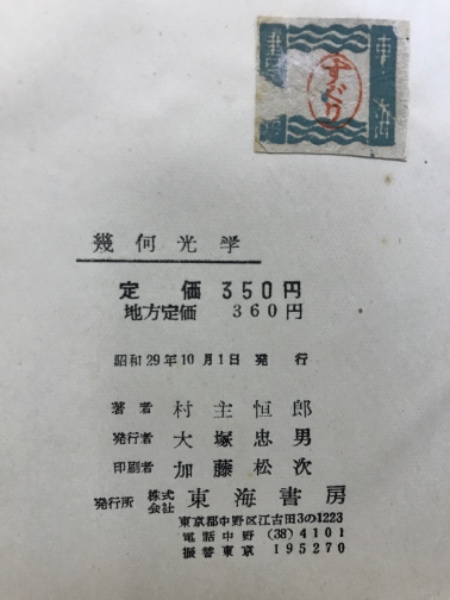 東海
書房
すぐり
幾何光学
定価 350円
地方定価 360円
昭和29年10月1日 発行
著者 村主恒郎
発行者 大塚忠男
印刷者 加藤松次
発行所 株式会社 東海書房
東京都中野区江古田3の1223
電話中野 (38) 4101
振替東京 195270